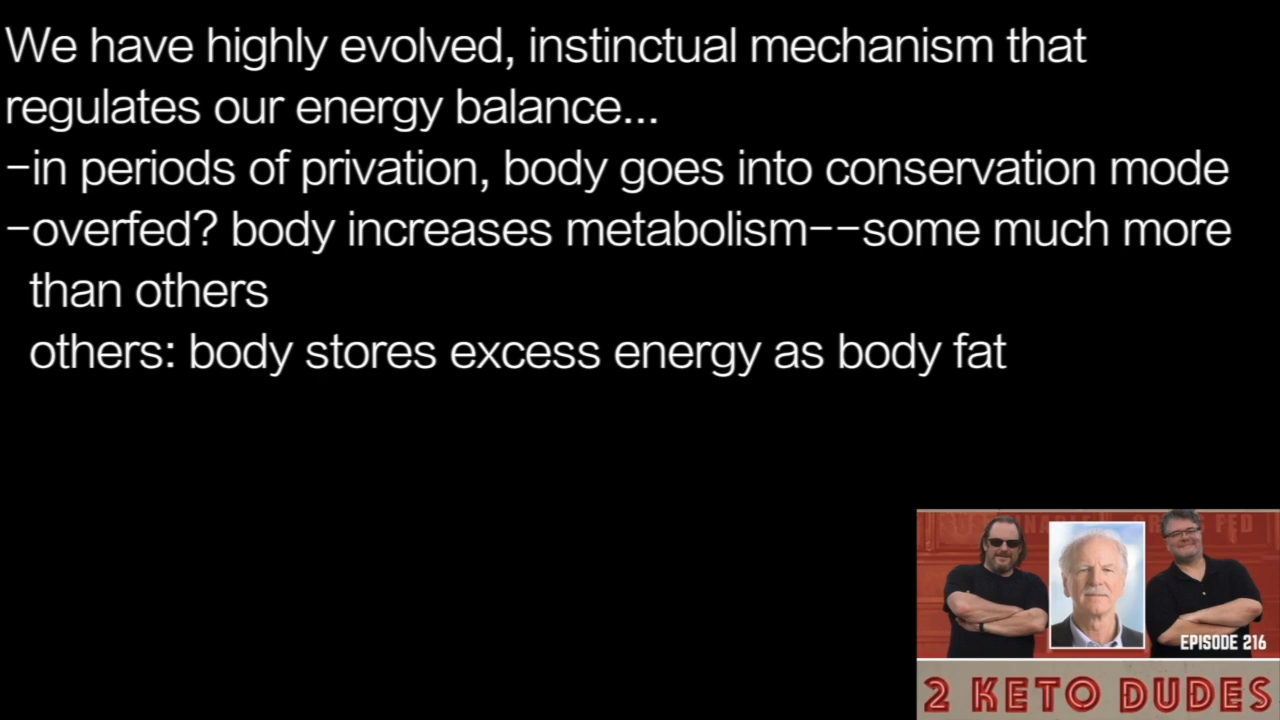 We have highly evolved, instinctual mechanism that
regulates our energy balance...
-in periods of privation, body goes into conservation mode
-overfed? body increases metabolism--some much more
than others
others: body stores excess energy as body fat
FED
EPISODE 216
2 KETO DUDES